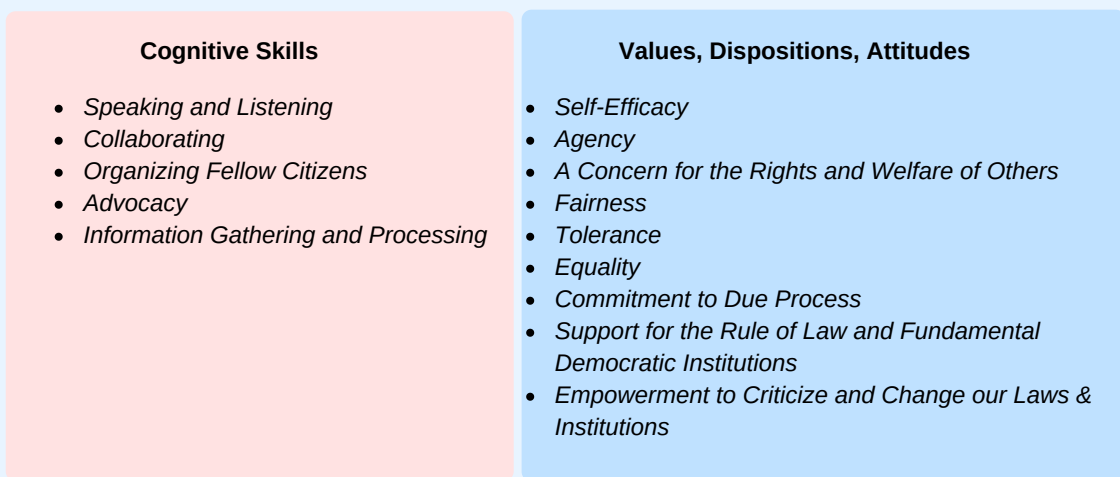 Cognitive Skills
• Speaking and Listening
• Collaborating
• Organizing Fellow Citizens
• Advocacy
• Information Gathering and Processing
Values, Dispositions, Attitudes
• Self-Efficacy
• Agency
• A Concern for the Rights and Welfare of Others
• Fairness
• Tolerance
• Equality
• Commitment to Due Process
• Support for the Rule of Law and Fundamental
Democratic Institutions
• Empowerment to Criticize and Change our Laws &
Institutions